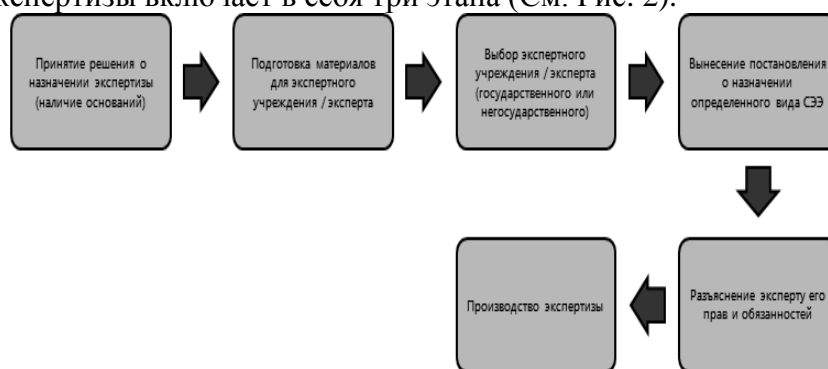 экспертизы включает в себя три этапа (См. Рис. 2).
Принятие решения о
назначении экспертизы
(наличие оснований)
Подготовка материалов
для экспертного
учреждения / эксперта
Выбор экспертного
учреждения / эксперта
(государственного или
негосударственного)
Вынесение постановления
о назначении
определенного вида СЭЭ
Разъяснение эксперту его
прав и обязанностей
Производство экспертизы